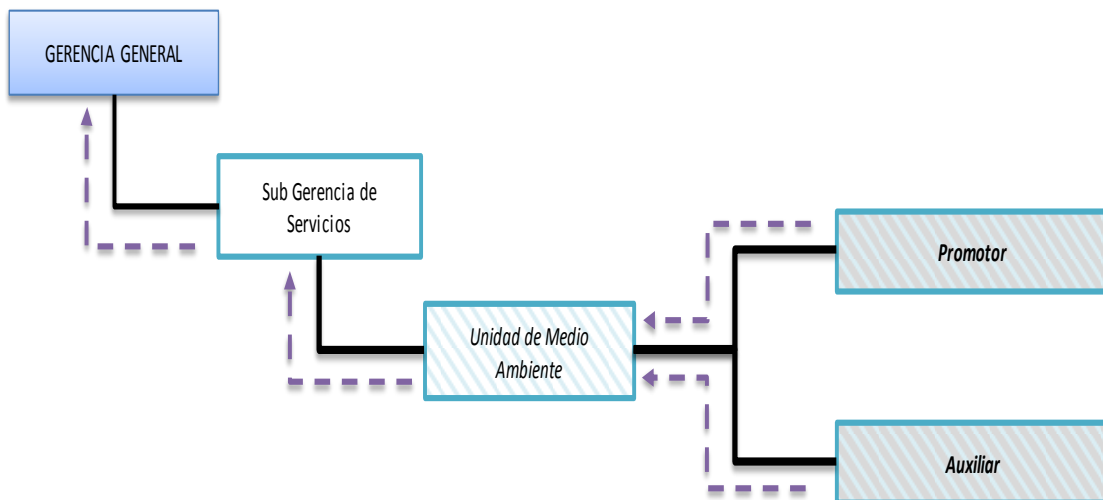 GERENCIA GENERAL
Sub Gerencia de
Servicios
Unidad de Medio
Ambiente
Promotor
Auxiliar